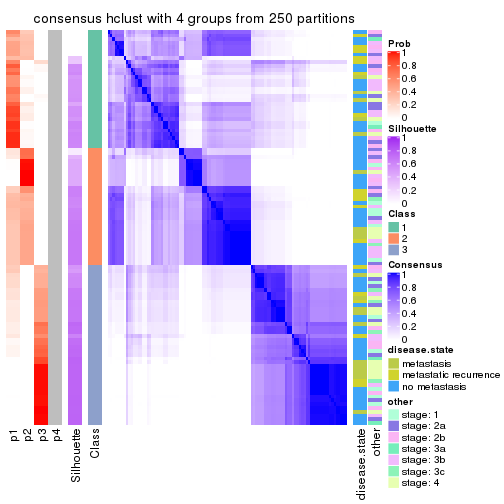 consensus hclust with 4 groups from 250 partitions
Prob
1
0.8
0.6
0.4
0.2
0
Silhouette
1
0.8
0.6
0.4
0.2
0
Class
1
2
3
Consensus
1
0.8
0.6
0.4
0.2
0
disease.state
metastasis
metastatic recurrence
no metastasis
other
stage: 1
stage: 2a
stage: 2b
stage: 3a
stage: 3b
stage: 3c
stage: 4
p1
p2
p3
p4
Silhouette
Class
disease.state
other